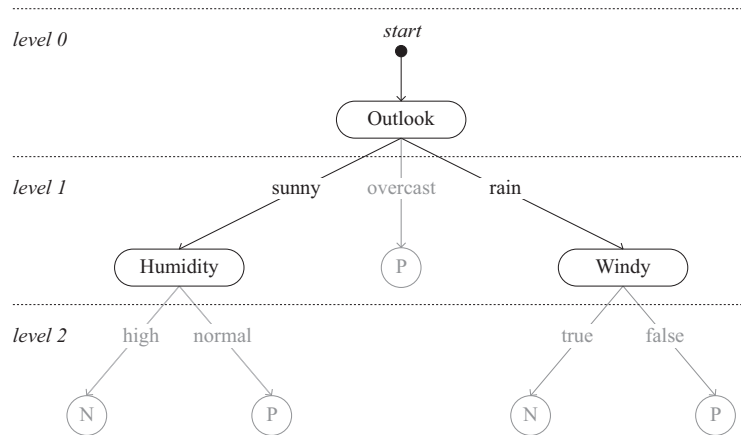 level 0
start
Outlook
level 1
sunny overcast rain
Humidity P Windy
level 2
high normal true false
N P N P